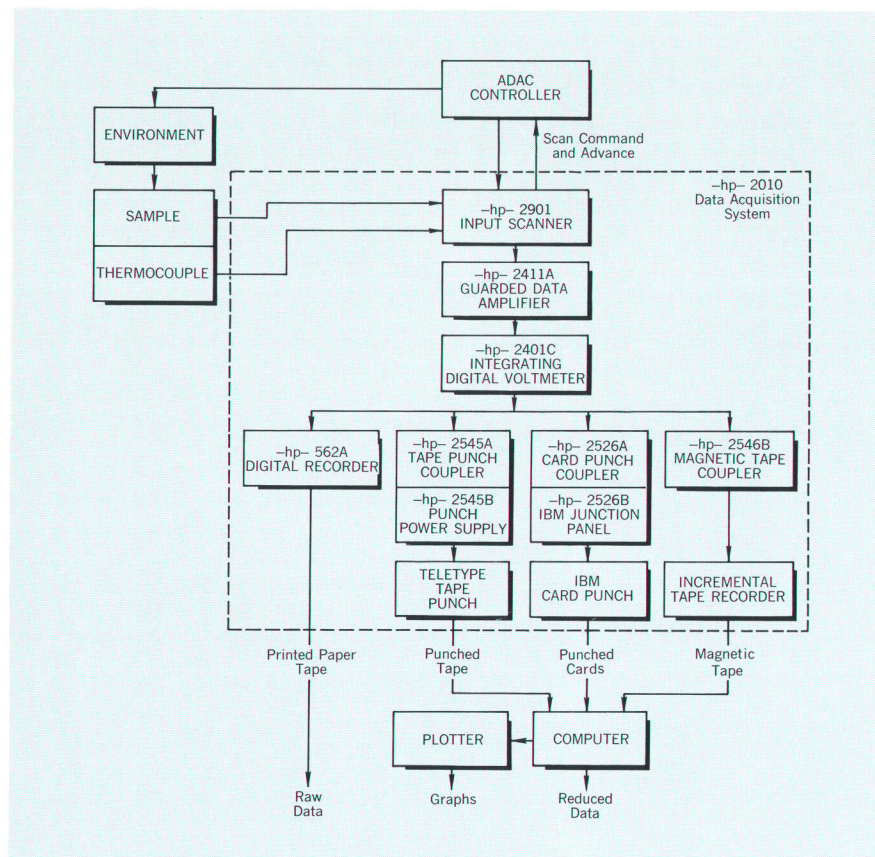 ADAC
CONTROLLER
ENVIRONMENT
Scan Command
and Advance
–hp– 2010
Data Acquisition
System
SAMPLE
THERMOCOUPLE
–hp– 2901
INPUT SCANNER
–hp– 2411A
GUARDED DATA
AMPLIFIER
–hp– 2401C
INTEGRATING
DIGITAL VOLTMETER
–hp– 562A
DIGITAL RECORDER
–hp– 2545A
TAPE PUNCH
COUPLER
–hp– 2545B
PUNCH
POWER SUPPLY
–hp– 2526A
CARD PUNCH
COUPLER
–hp– 2526B
IBM JUNCTION
PANEL
–hp– 2546B
MAGNETIC TAPE
COUPLER
TELETYPE
TAPE
PUNCH
IBM
CARD PUNCH
INCREMENTAL
TAPE RECORDER
Printed Paper
Tape
Punched
Tape
Punched
Cards
Magnetic
Tape
PLOTTER
COMPUTER
Raw
Data
Graphs
Reduced
Data